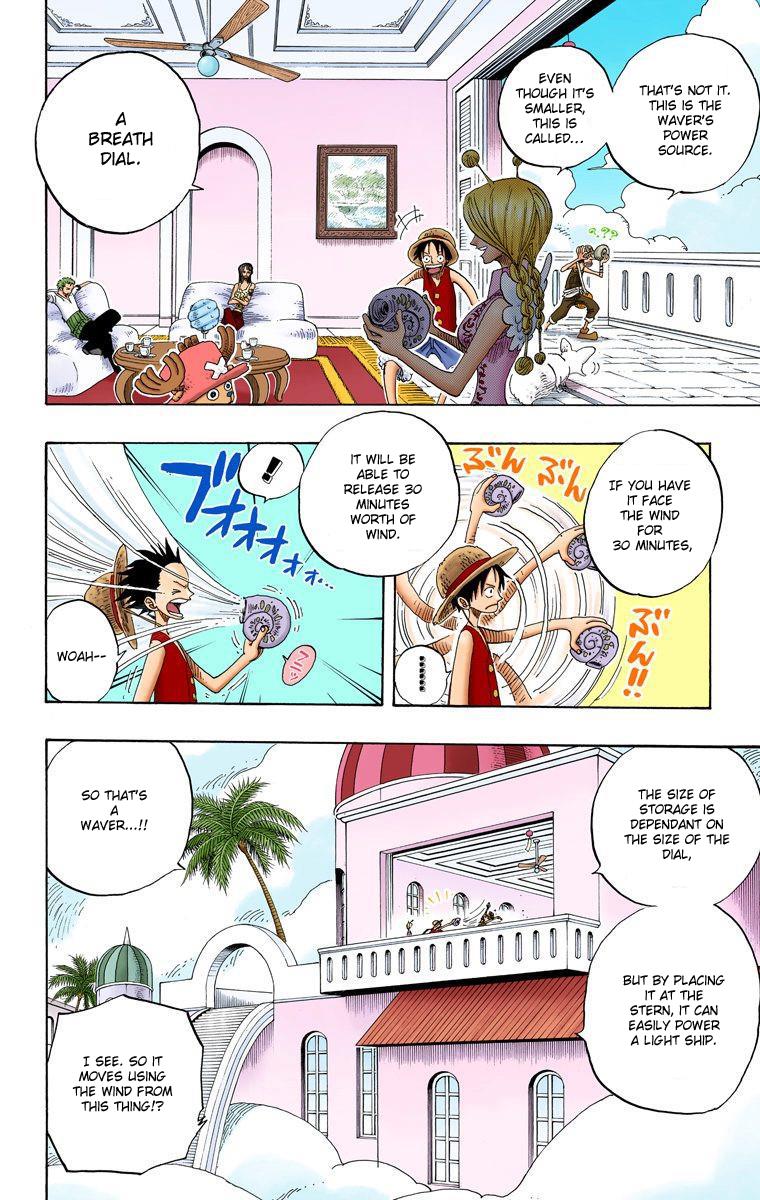 THAT'S NOT IT.
THIS IS THE
WAVER'S
POWER
SOURCE.
EVEN
THOUGH IT'S
SMALLER,
THIS IS
CALLED...
A
BREATH
DIAL.
?.??
IF YOU HAVE
IT FACE
THE WIND
FOR
30 MINUTES,
ぶん
ぶん
ぶん!!
......
IT WILL BE
ABLE TO
RELEASE 30
MINUTES
WORTH OF
WIND.
!
ブオオオオオ...
WOAH--
THE SIZE OF
STORAGE IS
DEPENDANT ON
THE SIZE OF
THE DIAL,
BUT BY PLACING
IT AT THE
STERN, IT CAN
EASILY POWER
A LIGHT SHIP.
SO THAT'S
A
WAVER...!!
I SEE. SO IT
MOVES USING
THE WIND FROM
THIS THING!?